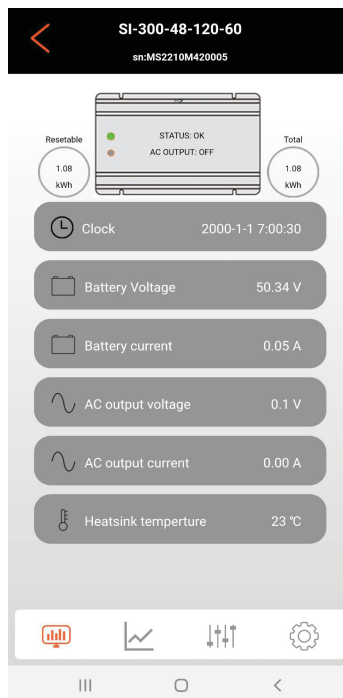 SI-300-48-120-60
sn:MS2210M420005
STATUS: OK
AC OUTPUT: OFF
Resetable
1.08
kWh
Total
1.08
kWh
Clock 2000-1-1 7:00:30
Battery Voltage 50.34 V
Battery current 0.05 A
AC output voltage 0.1 V
AC output current 0.00 A
Heatsink temperture 23 ℃